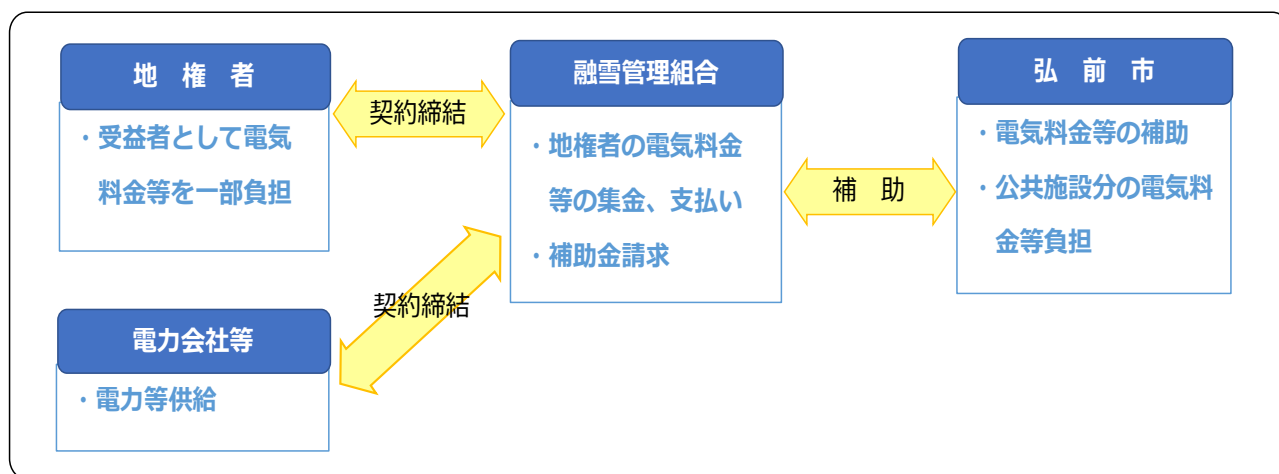 地　権　者
・受益者として電気
料金等を一部負担
契約締結
融雪管理組合
・地権者の電気料金
等の集金、支払い
・補助金請求
補　助
弘　前　市
・電気料金等の補助
・公共施設分の電気料
金等負担
契約締結
電力会社等
・電力等供給